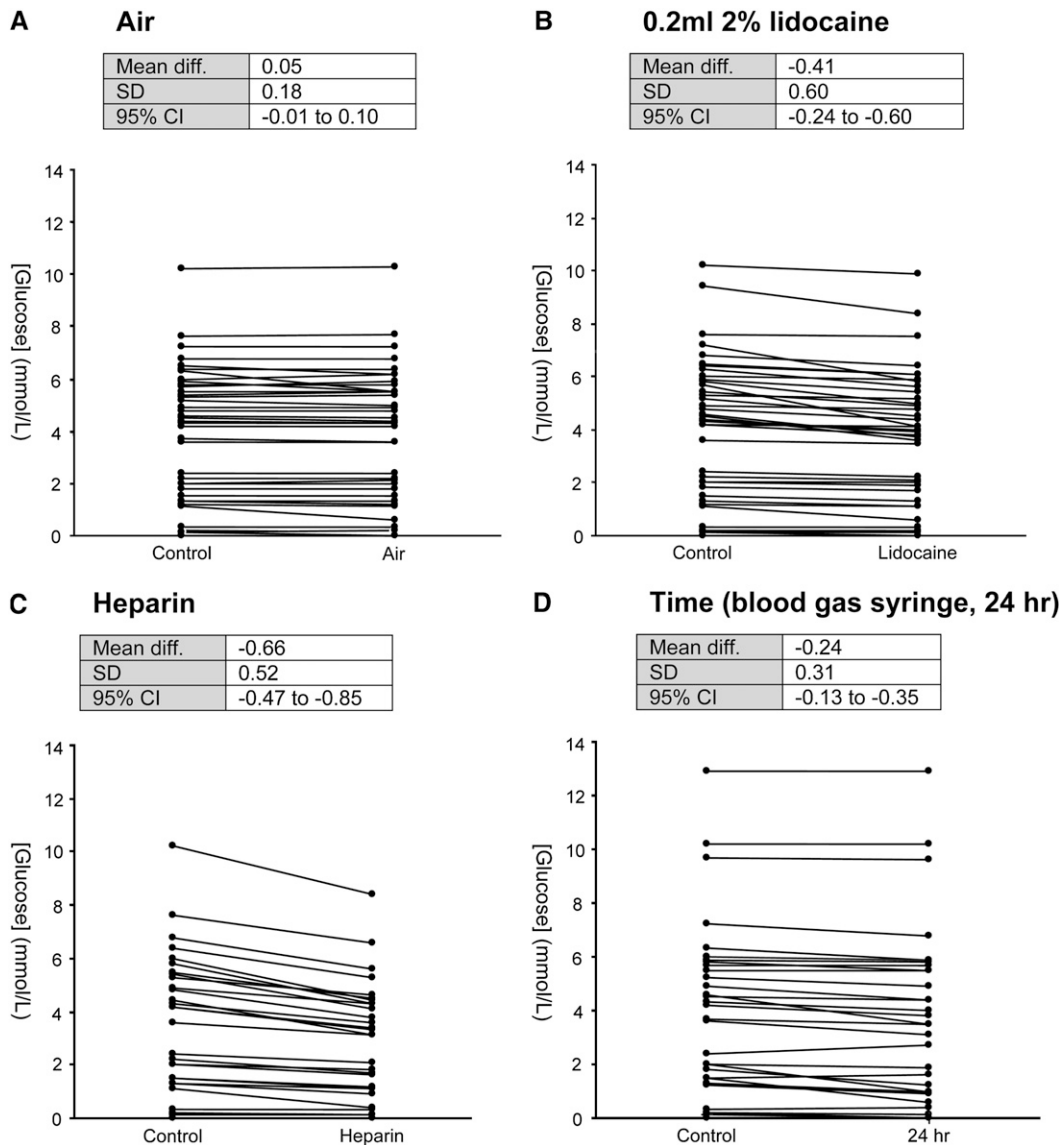 A Air
Mean diff. 0.05
SD 0.18
95% CI -0.01 to 0.10
[Glucose] (mmol/L)
14
12
10
8
6
4
2
0
Control Air
B 0.2ml 2% lidocaine
Mean diff. -0.41
SD 0.60
95% CI -0.24 to -0.60
[Glucose] (mmol/L)
14
12
10
8
6
4
2
0
Control Lidocaine
C Heparin
Mean diff. -0.66
SD 0.52
95% CI -0.47 to -0.85
[Glucose] (mmol/L)
14
12
10
8
6
4
2
0
Control Heparin
D Time (blood gas syringe, 24 hr)
Mean diff. -0.24
SD 0.31
95% CI -0.13 to -0.35
[Glucose] (mmol/L)
14
12
10
8
6
4
2
0
Control 24 hr